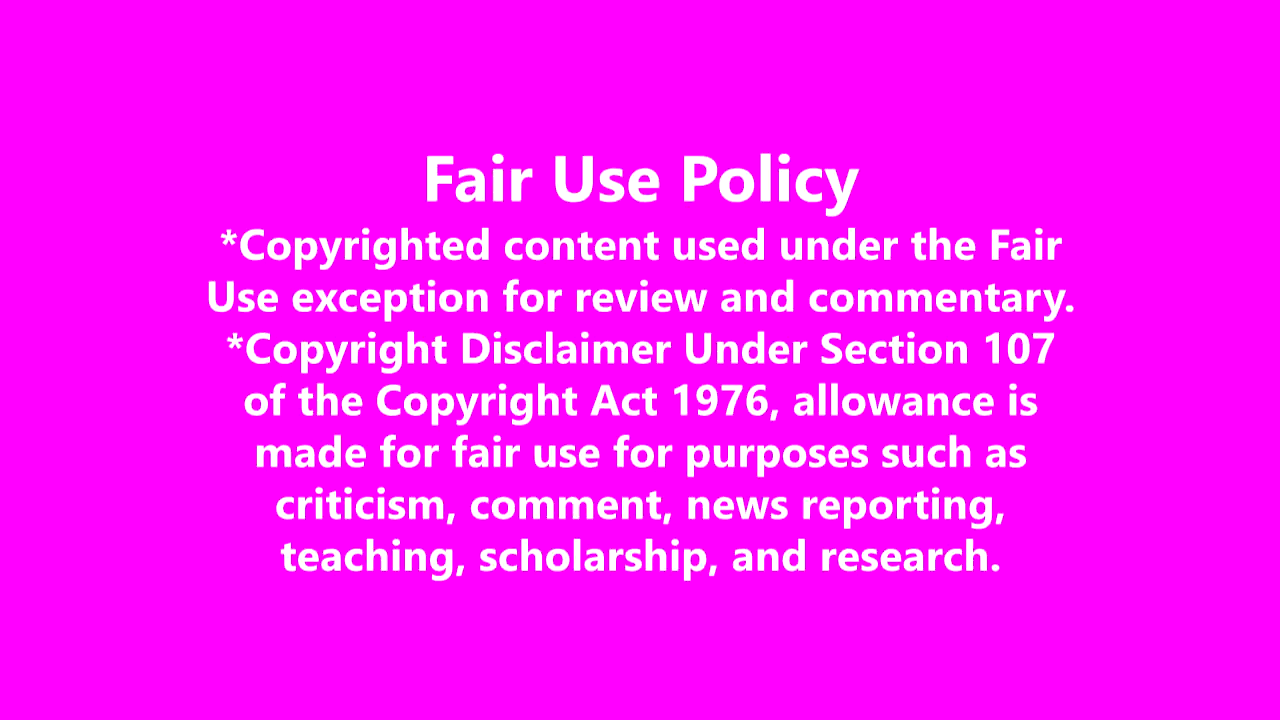 Fair Use Policy
*Copyrighted content used under the Fair
Use exception for review and commentary.
*Copyright Disclaimer Under Section 107
of the Copyright Act 1976, allowance is
made for fair use for purposes such as
criticism, comment, news reporting,
teaching, scholarship, and research.